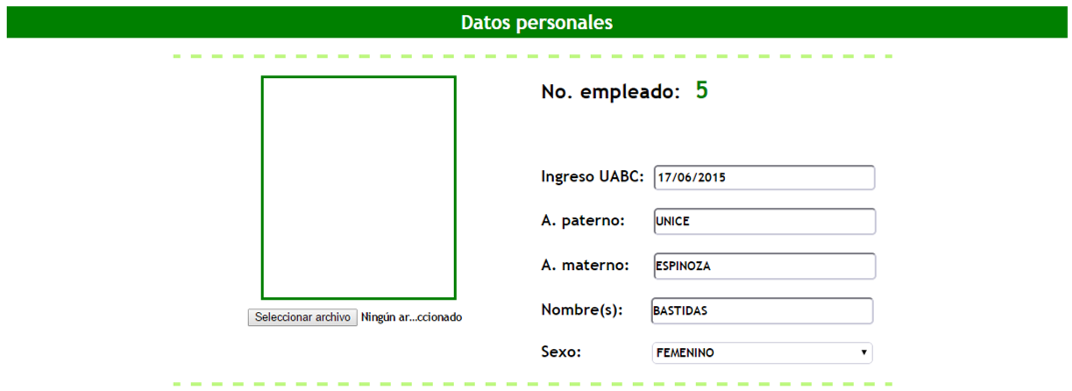 Datos personales
No. empleado: 5
Ingreso UABC: 17/06/2015
A. paterno: UNICE
A. materno: ESPINOZA
Nombre(s): BASTIDAS
Seleccionar archivo Ningún ar...ccionado
Sexo: FEMENINO